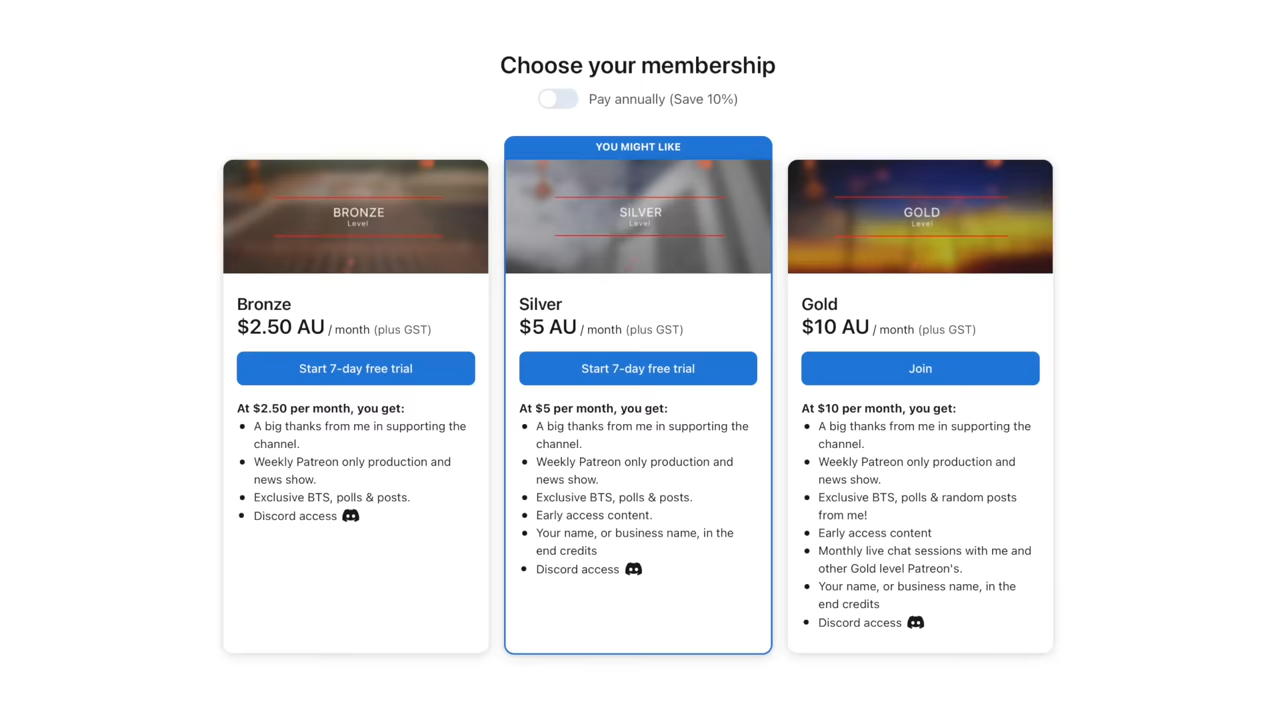 Choose your membership
Pay annually (Save 10%)
YOU MIGHT LIKE
BRONZE
Level
SILVER
Level
GOLD
Level
Bronze
$2.50 AU / month (plus GST)
Start 7-day free trial
At $2.50 per month, you get:
A big thanks from me in supporting the
channel.
Weekly Patreon only production and
news show.
Exclusive BTS, polls & posts.
Discord access
Silver
$5 AU / month (plus GST)
Start 7-day free trial
At $5 per month, you get:
A big thanks from me in supporting the
channel.
Weekly Patreon only production and
news show.
Exclusive BTS, polls & posts.
Early access content.
Your name, or business name, in the
end credits
Discord access
Gold
$10 AU / month (plus GST)
Join
At $10 per month, you get:
A big thanks from me in supporting the
channel.
Weekly Patreon only production and
news show.
Exclusive BTS, polls & random posts
from me!
Early access content
Monthly live chat sessions with me and
other Gold level Patreon's.
Your name, or business name, in the
end credits
Discord access